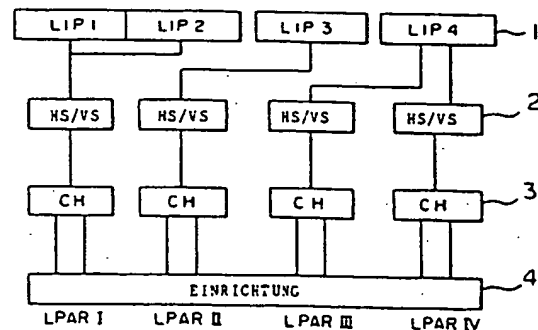 LIP 1 LIP 2 LIP 3 LIP 4 1
HS/VS HS/VS HS/VS HS/VS 2
CH CH CH CH 3
EINRICHTUNG 4
LPAR I LPAR II LPAR III LPAR IV